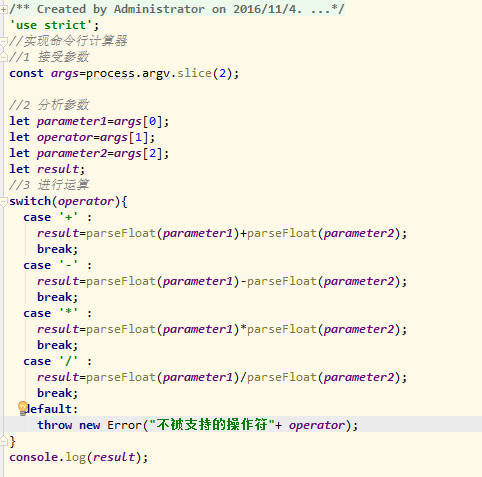 /** Created by Administrator on 2016/11/4. ...*/
'use strict';
//实现命令行计算器
//1 接受参数
const args=process.argv.slice(2);
//2 分析参数
let parameter1=args[0];
let operator=args[1];
let parameter2=args[2];
let result;
//3 进行运算
switch(operator){
case '+' :
result=parseFloat(parameter1)+parseFloat(parameter2);
break;
case '-' :
result=parseFloat(parameter1)-parseFloat(parameter2);
break;
case '*' :
result=parseFloat(parameter1)*parseFloat(parameter2);
break;
case '/' :
result=parseFloat(parameter1)/parseFloat(parameter2);
break;
default:
throw new Error("不被支持的操作符"+ operator);
}
console.log(result);